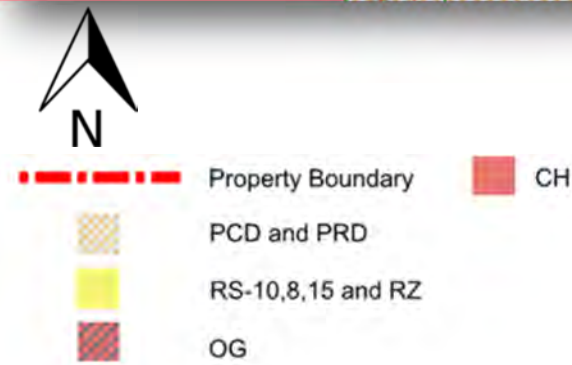 N
Property Boundary CH
PCD and PRD
RS-10,8,15 and RZ
OG